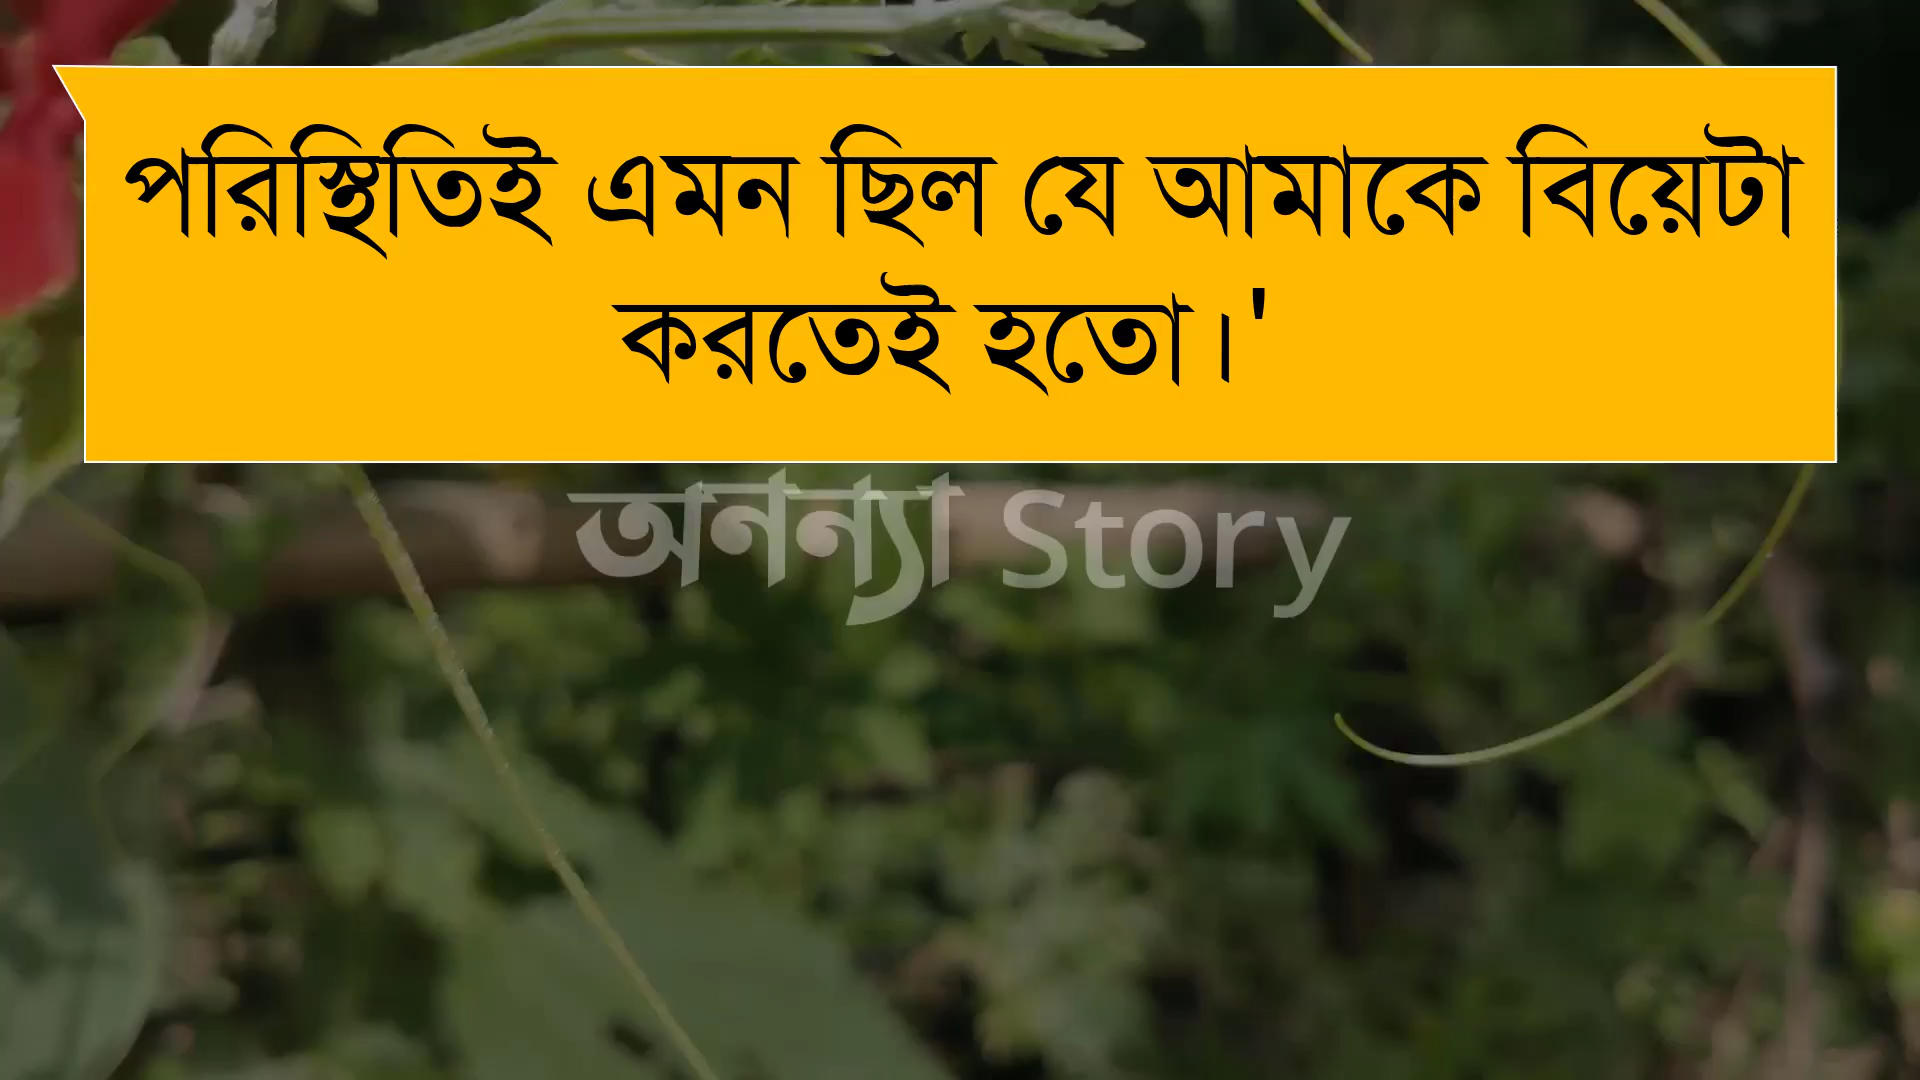 পরিস্থিতিই এমন ছিল যে আমাকে বিয়েটা
করতেই হতো।'
অনন্যা Story